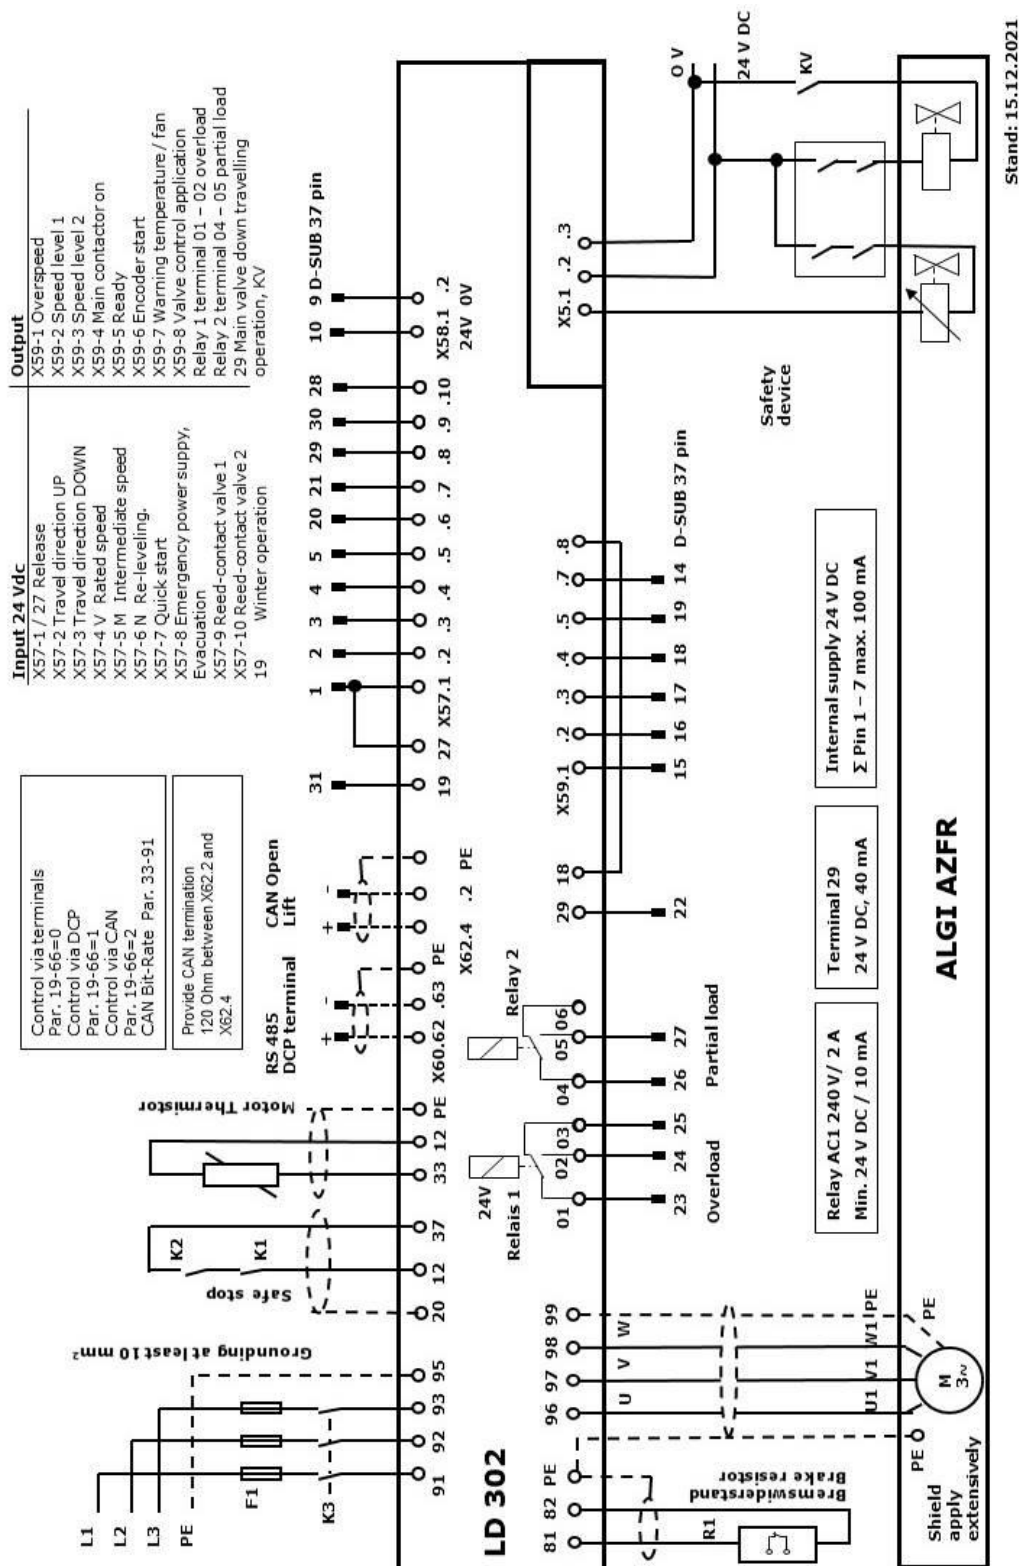 Control via terminals
Par. 19-66=0
Control via DCP
Par. 19-66=1
Control via CAN
Par. 19-66=2
CAN Bit-Rate Par. 33-91
Provide CAN termination
120 Ohm between X62.2 and
X62.4
Input 24 Vdc
X57-1 / 27 Release
X57-2 Travel direction UP
X57-3 Travel direction DOWN
X57-4 V Rated speed
X57-5 M Intermediate speed
X57-6 N Re-leveling.
X57-7 Quick start
X57-8 Emergency power suppy,
Evacuation
X57-9 Reed-contact valve 1
X57-10 Reed-contact valve 2
19 Winter operation
Output
X59-1 Overspeed
X59-2 Speed level 1
X59-3 Speed level 2
X59-4 Main contactor on
X59-5 Ready
X59-6 Encoder start
X59-7 Warning temperature / fan
X59-8 Valve control application
Relay 1 terminal 01 – 02 overload
Relay 2 terminal 04 – 05 partial load
29 Main valve down travelling
operation, KV
L1
L2
L3
PE
F1
K3
Grounding at least 10 mm²
Safe stop
K2
K1
Motor Thermistor
RS 485
DCP terminal
+ -
CAN Open
Lift
+ -
31 1 2 3 4 5 20 21 29 30 28 10 9 D-SUB 37 pin
91 92 93 95 20 12 37 33 12 PE X60.62 .63 PE X62.4 .2 PE 19 27 X57.1 .2 .3 .4 .5 .6 .7 .8 .9 .10 X58.1 .2
24V 0V
LD 302
24V
Relais 1
Relay 2
81 82 PE 96 97 98 99 01 02 03 04 05 06 29 18 X59.1 .2 .3 .4 .5 .7 .8 X5.1 .2 .3
23 24 25 26 27 22 15 16 17 18 19 14 D-SUB 37 pin
Overload
Partial load
U V W
O V
24 V DC
KV
Safety
device
R1
Bremswiderstand
Brake resistor
Relay AC1 240 V/ 2 A
Min. 24 V DC / 10 mA
Terminal 29
24 V DC, 40 mA
Internal supply 24 V DC
Σ Pin 1 – 7 max. 100 mA
U1 V1 W1 PE
PE
PE
M
3~
Shield
apply
extensively
ALGI AZFR
Stand: 15.12.2021